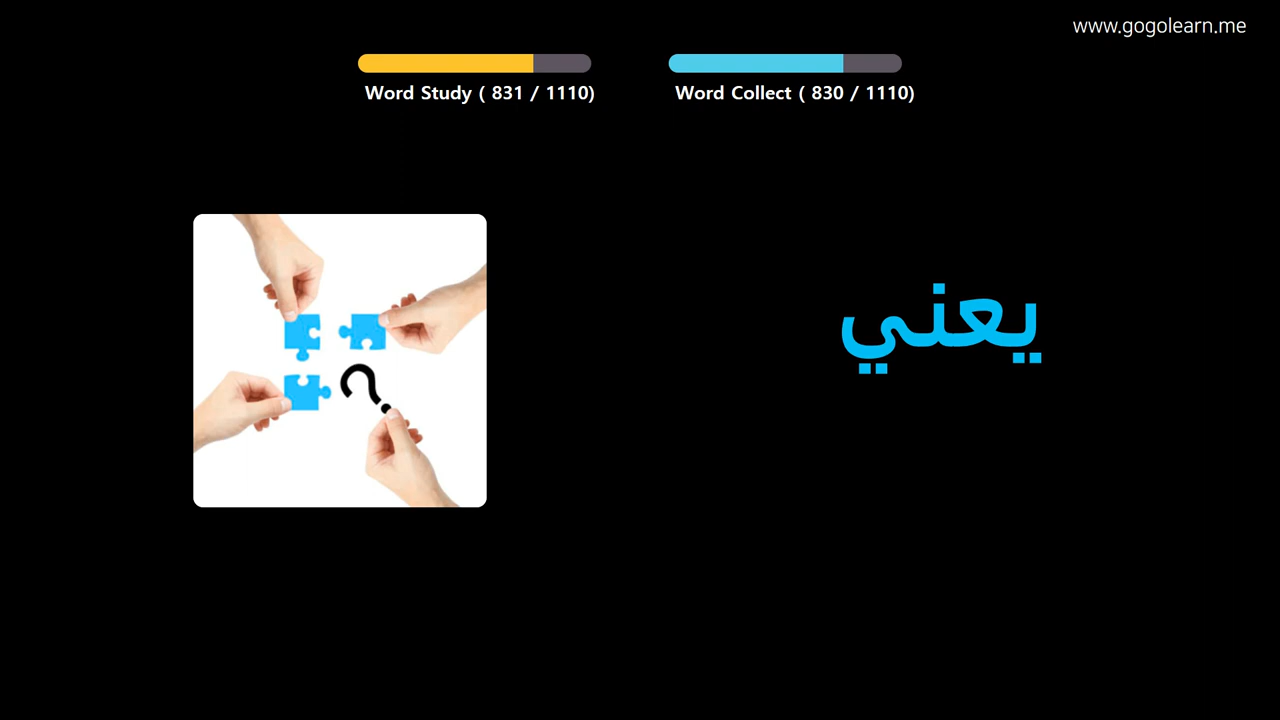 www.gogolearn.me
Word Study ( 831 / 1110)
Word Collect ( 830 / 1110)
يعني
?